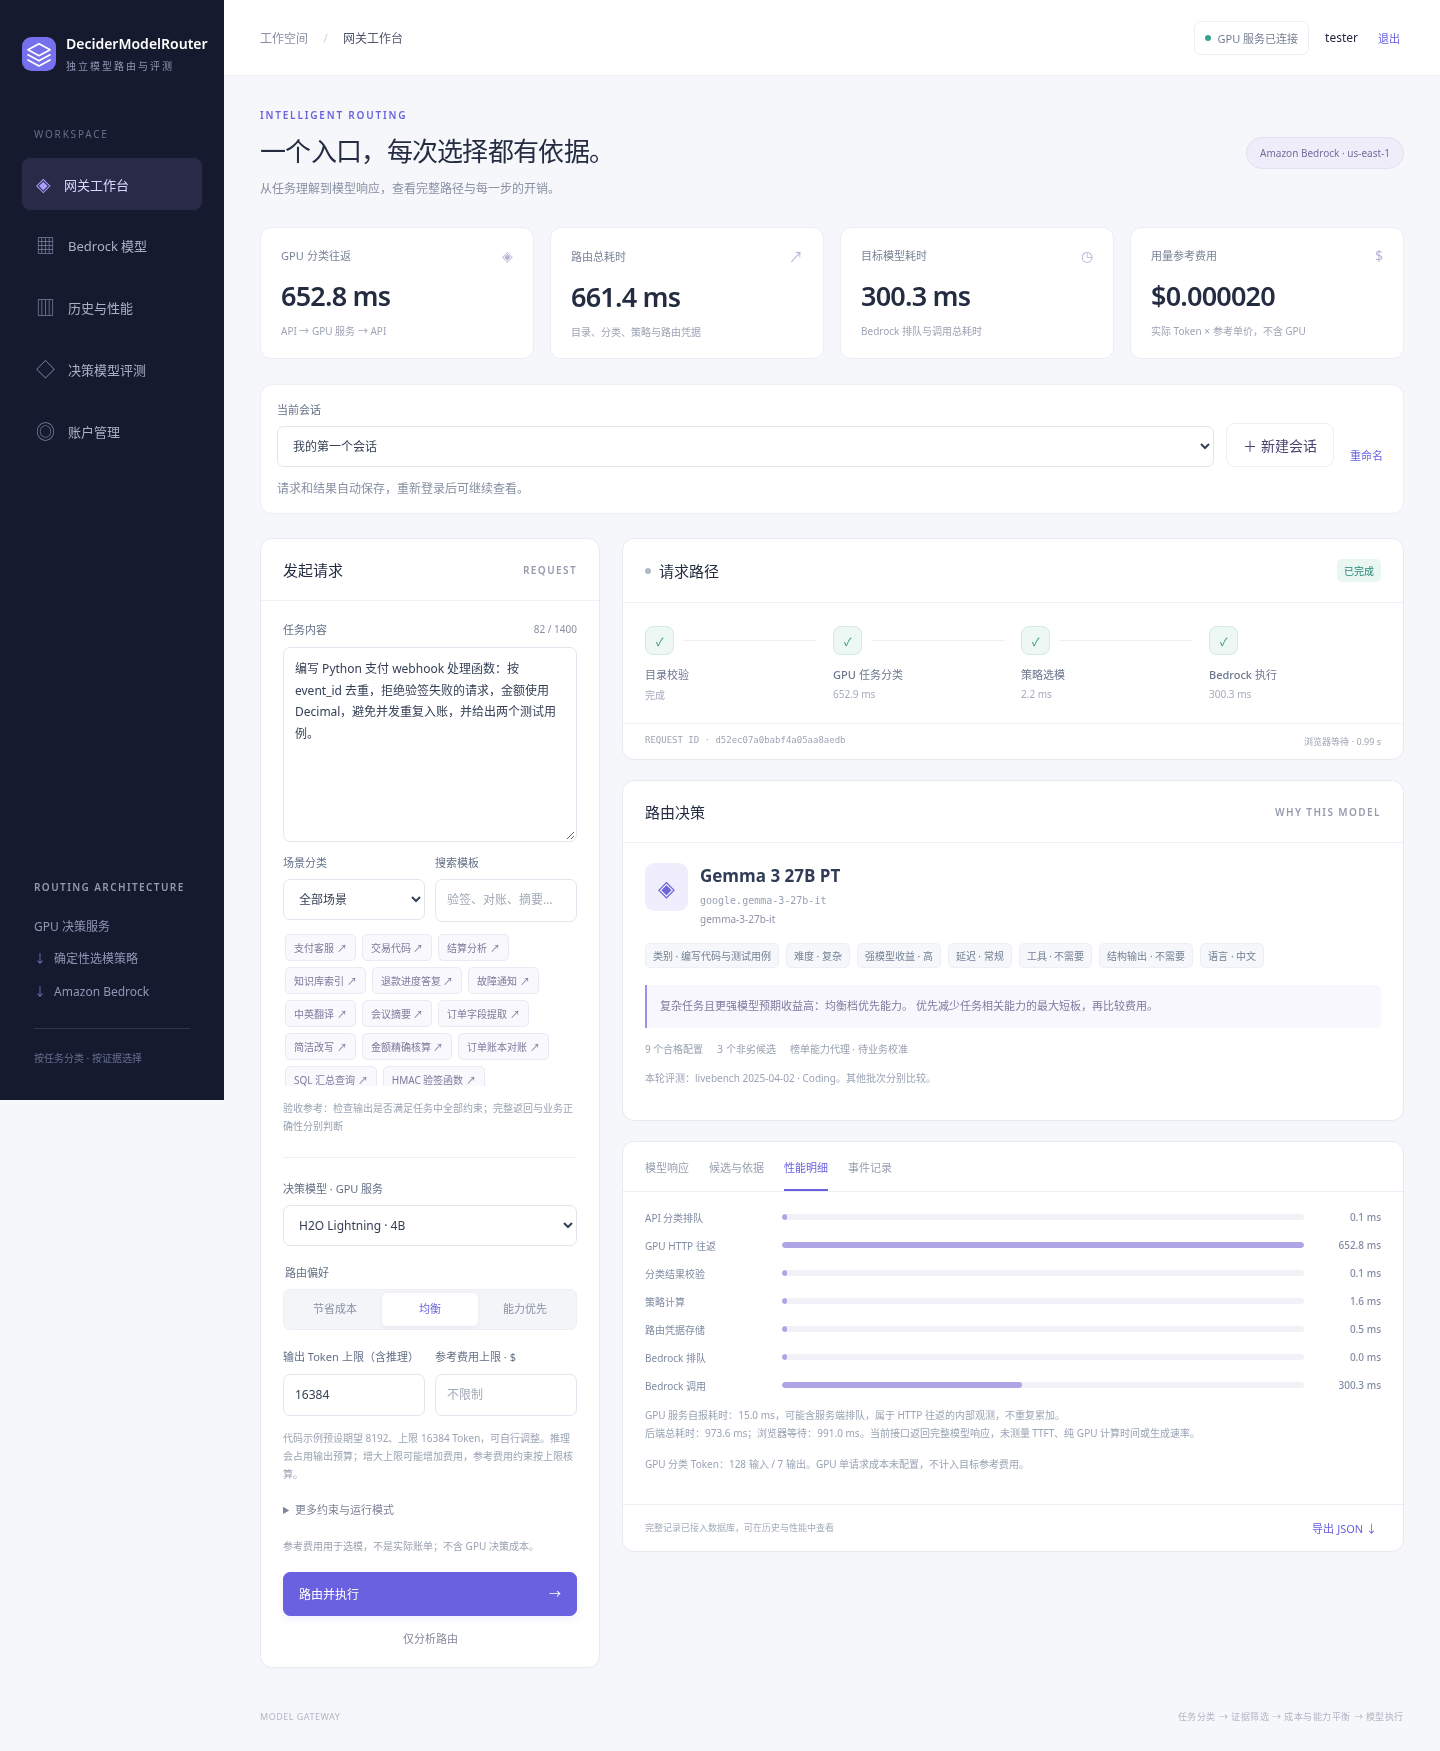 DeciderModelRouter
独立模型路由与评测
WORKSPACE
网关工作台
Bedrock 模型
历史与性能
决策模型评测
账户管理
ROUTING ARCHITECTURE
GPU 决策服务
↓ 确定性选模策略
↓ Amazon Bedrock
按任务分类 · 按证据选择
工作空间 / 网关工作台
GPU 服务已连接 tester 退出
INTELLIGENT ROUTING
一个入口，每次选择都有依据。
从任务理解到模型响应，查看完整路径与每一步的开销。
Amazon Bedrock · us-east-1
GPU 分类往返
652.8 ms
API → GPU 服务 → API
路由总耗时 ↗
661.4 ms
目录、分类、策略与路由凭据
目标模型耗时
300.3 ms
Bedrock 排队与调用总耗时
用量参考费用 $
$0.000020
实际 Token × 参考单价，不含 GPU
当前会话
我的第一个会话
＋ 新建会话
重命名
请求和结果自动保存，重新登录后可继续查看。
发起请求 REQUEST
任务内容 82 / 1400
编写 Python 支付 webhook 处理函数：按
event_id 去重，拒绝验签失败的请求，金额使用
Decimal，避免并发重复入账，并给出两个测试用
例。
场景分类 搜索模板
全部场景 验签、对账、摘要...
支付客服 ↗ 交易代码 ↗ 结算分析 ↗
知识库索引 ↗ 退款进度答复 ↗ 故障通知 ↗
中英翻译 ↗ 会议摘要 ↗ 订单字段提取 ↗
简洁改写 ↗ 金额精确核算 ↗ 订单账本对账 ↗
SQL 汇总查询 ↗ HMAC 验签函数 ↗
验收参考：检查输出是否满足任务中全部约束；完整返回与业务正
确性分别判断
决策模型 · GPU 服务
H2O Lightning · 4B
路由偏好
节省成本 均衡 能力优先
输出 Token 上限（含推理） 参考费用上限 · $
16384 不限制
代码示例预设期望 8192、上限 16384 Token，可自行调整。推理
会占用输出预算；增大上限可能增加费用，参考费用约束按上限核
算。
▶ 更多约束与运行模式
参考费用用于选模，不是实际账单；不含 GPU 决策成本。
路由并执行 →
仅分析路由
请求路径 已完成
✓ ✓ ✓ ✓
目录校验 GPU 任务分类 策略选模 Bedrock 执行
完成 652.9 ms 2.2 ms 300.3 ms
REQUEST ID · d52ec07a0babf4a05aa8aedb 浏览器等待 · 0.99 s
路由决策 WHY THIS MODEL
Gemma 3 27B PT
google.gemma-3-27b-it
gemma-3-27b-it
类别 · 编写代码与测试用例 难度 · 复杂 强模型收益 · 高 延迟 · 常规 工具 · 不需要 结构输出 · 不需要 语言 · 中文
复杂任务且更强模型预期收益高：均衡档优先能力。 优先减少任务相关能力的最大短板，再比较费用。
9 个合格配置 3 个非劣候选 榜单能力代理 · 待业务校准
本轮评测：livebench 2025-04-02 · Coding。其他批次分别比较。
模型响应 候选与依据 性能明细 事件记录
API 分类排队 0.1 ms
GPU HTTP 往返 652.8 ms
分类结果校验 0.1 ms
策略计算 1.6 ms
路由凭据存储 0.5 ms
Bedrock 排队 0.0 ms
Bedrock 调用 300.3 ms
GPU 服务自报耗时：15.0 ms，可能含服务端排队，属于 HTTP 往返的内部观测，不重复累加。
后端总耗时：973.6 ms；浏览器等待：991.0 ms。当前接口返回完整模型响应，未测量 TTFT、纯 GPU 计算时间或生成速率。
GPU 分类 Token：128 输入 / 7 输出。GPU 单请求成本未配置，不计入目标参考费用。
完整记录已接入数据库，可在历史与性能中查看 导出 JSON ↓
MODEL GATEWAY 任务分类 → 证据筛选 → 成本与能力平衡 → 模型执行